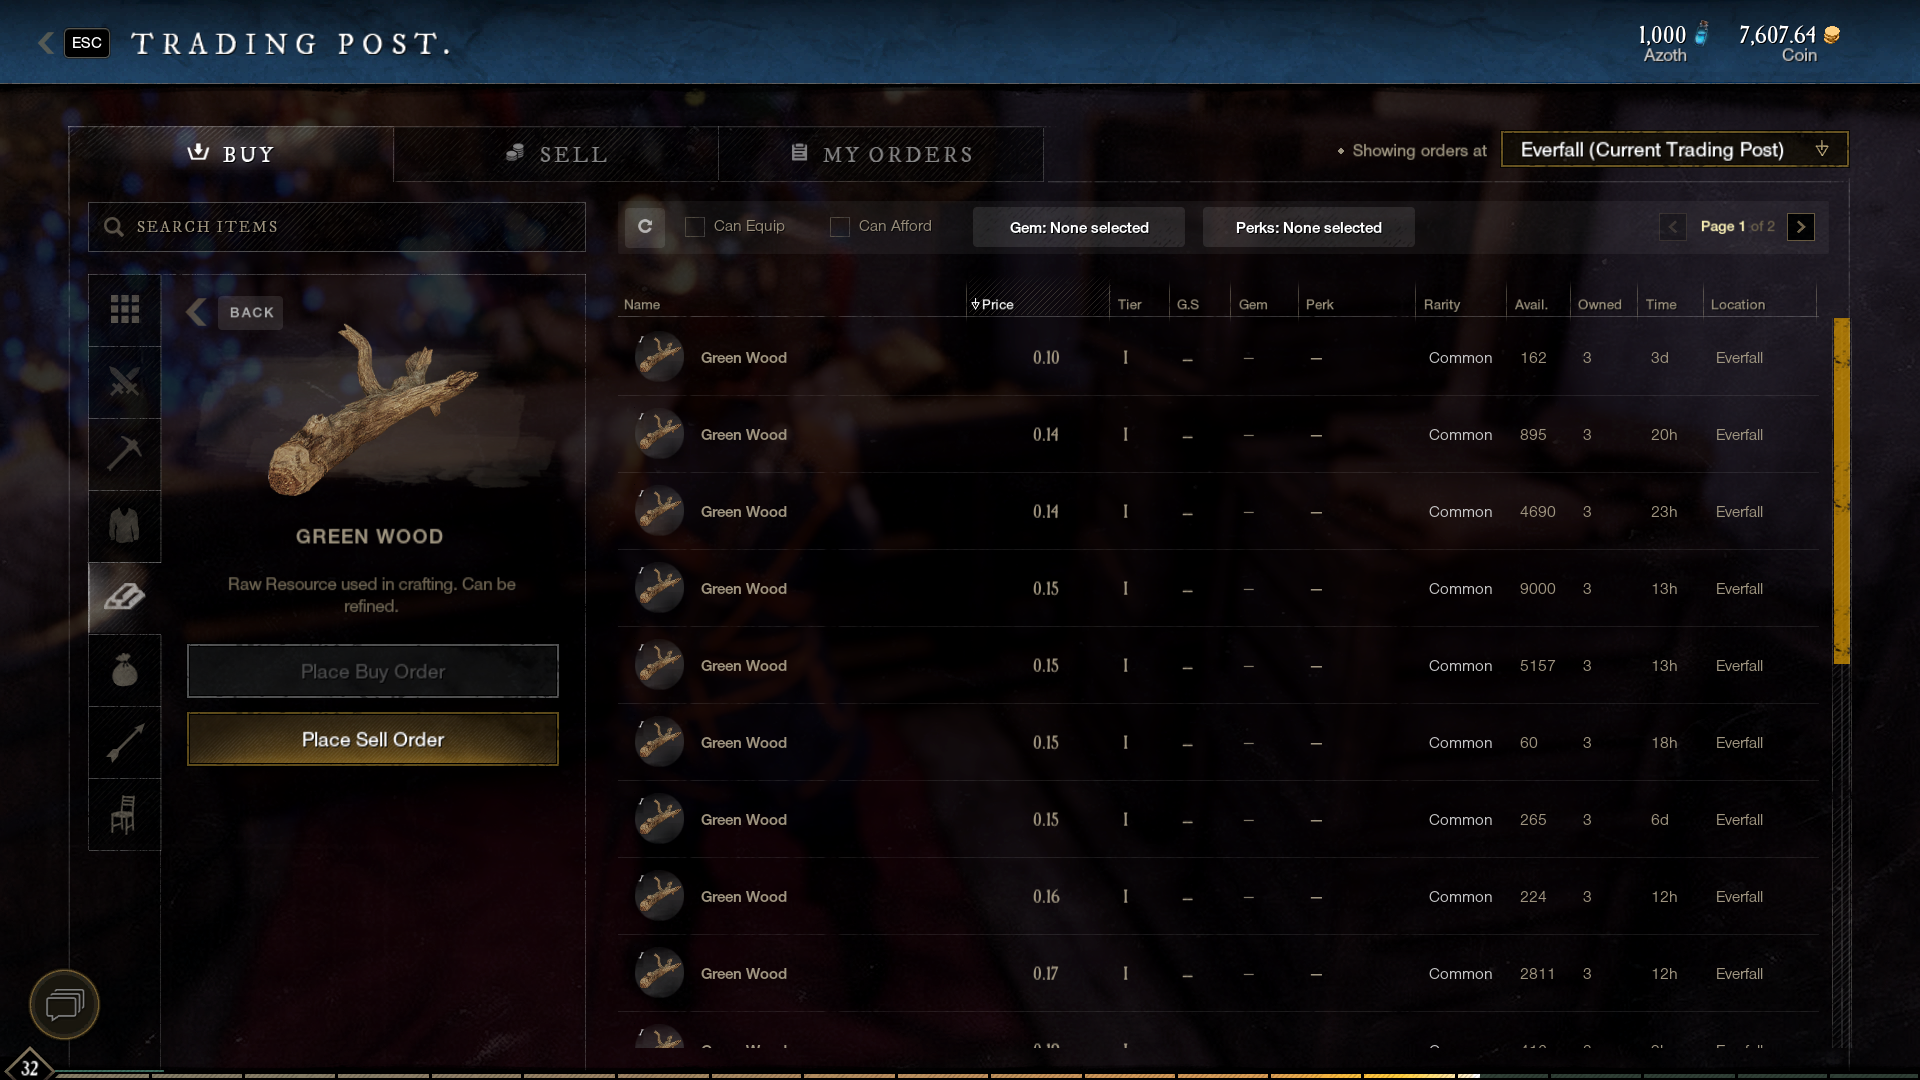 ESC TRADING POST. 1,000 7,607.64
Azoth Coin
BUY SELL MY ORDERS Showing orders at Everfall (Current Trading Post)
SEARCH ITEMS Can Equip Can Afford Gem: None selected Perks: None selected Page 1 of 2
BACK
GREEN WOOD
Raw Resource used in crafting. Can be
refined.
Place Buy Order
Place Sell Order
Name Price Tier G.S Gem Perk Rarity Avail. Owned Time Location
Green Wood 0.10 I – – – Common 162 3 3d Everfall
Green Wood 0.14 I – – – Common 895 3 20h Everfall
Green Wood 0.14 I – – – Common 4690 3 23h Everfall
Green Wood 0.15 I – – – Common 9000 3 13h Everfall
Green Wood 0.15 I – – – Common 5157 3 13h Everfall
Green Wood 0.15 I – – – Common 60 3 18h Everfall
Green Wood 0.15 I – – – Common 265 3 6d Everfall
Green Wood 0.16 I – – – Common 224 3 12h Everfall
Green Wood 0.17 I – – – Common 2811 3 12h Everfall
32